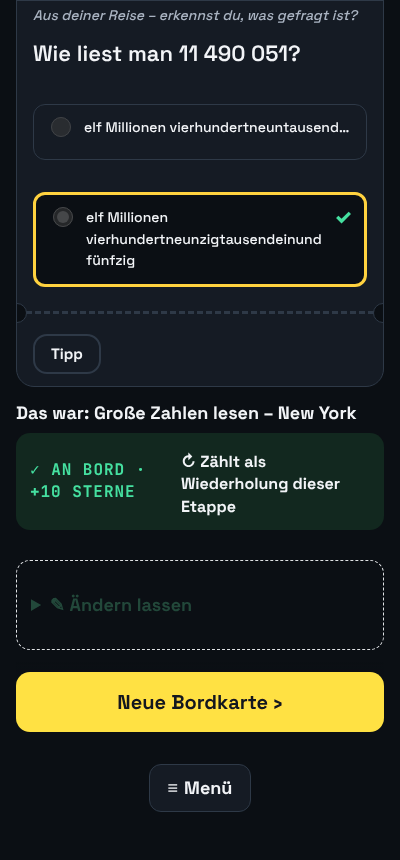 Aus deiner Reise – erkennst du, was gefragt ist?
Wie liest man 11 490 051?
elf Millionen vierhundertneuntausend…
elf Millionen
vierhundertneunzigtausendeinund
fünfzig
Tipp
Das war: Große Zahlen lesen – New York
✓ AN BORD ·
+10 STERNE
↻ Zählt als
Wiederholung dieser
Etappe
▶ ✎ Ändern lassen
Neue Bordkarte ›
≡ Menü